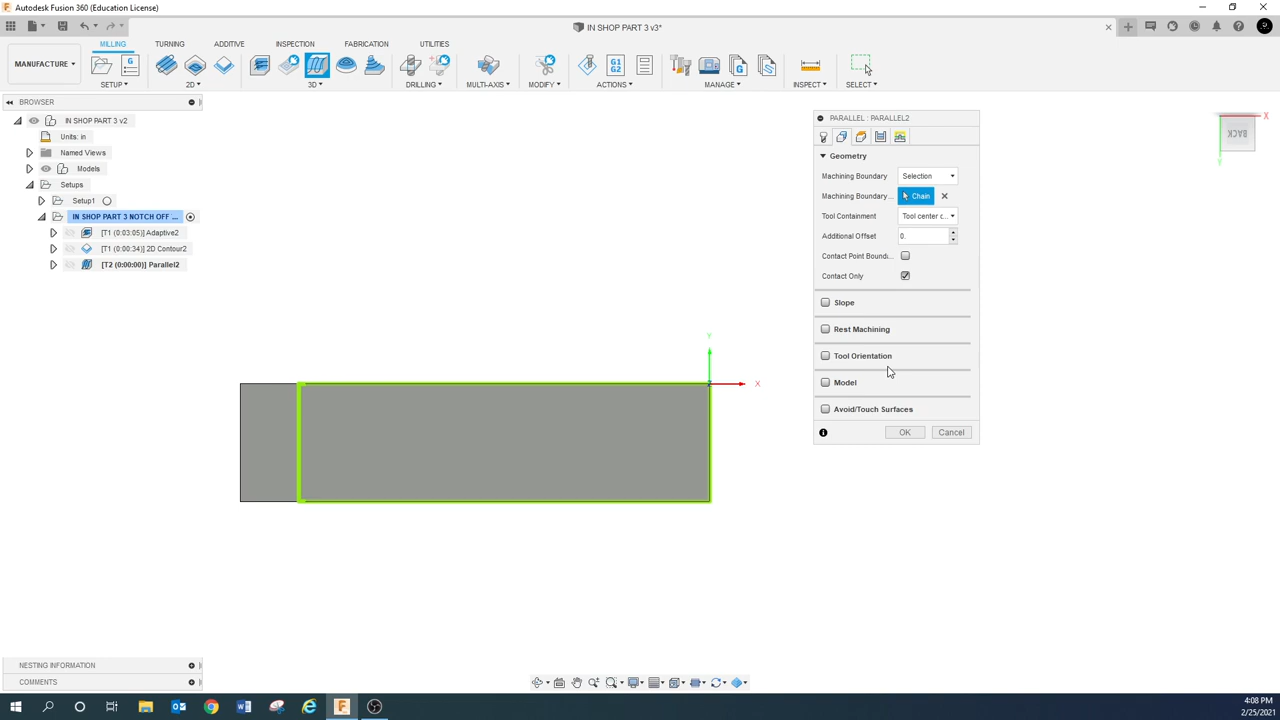 Autodesk Fusion 360 (Education License)
IN SHOP PART 3 v3*
MANUFACTURE
MILLING TURNING ADDITIVE INSPECTION FABRICATION UTILITIES
SETUP 2D 3D DRILLING MULTI-AXIS MODIFY ACTIONS MANAGE INSPECT SELECT
G1
G2
G
BROWSER
IN SHOP PART 3 v2
Units: in
Named Views
Models
Setups
Setup1
IN SHOP PART 3 NOTCH OFF ...
[T1 (0:03:05)] Adaptive2
[T1 (0:00:34)] 2D Contour2
[T2 (0:00:00)] Parallel2
PARALLEL : PARALLEL2
Geometry
Machining Boundary Selection
Machining Boundary... Chain
Tool Containment Tool center c...
Additional Offset 0.
Contact Point Bound...
Contact Only
Slope
Rest Machining
Tool Orientation
Model
Avoid/Touch Surfaces
OK Cancel
X
BACK
Y
Y
X
Z
NESTING INFORMATION
COMMENTS
4:08 PM
2/25/2021